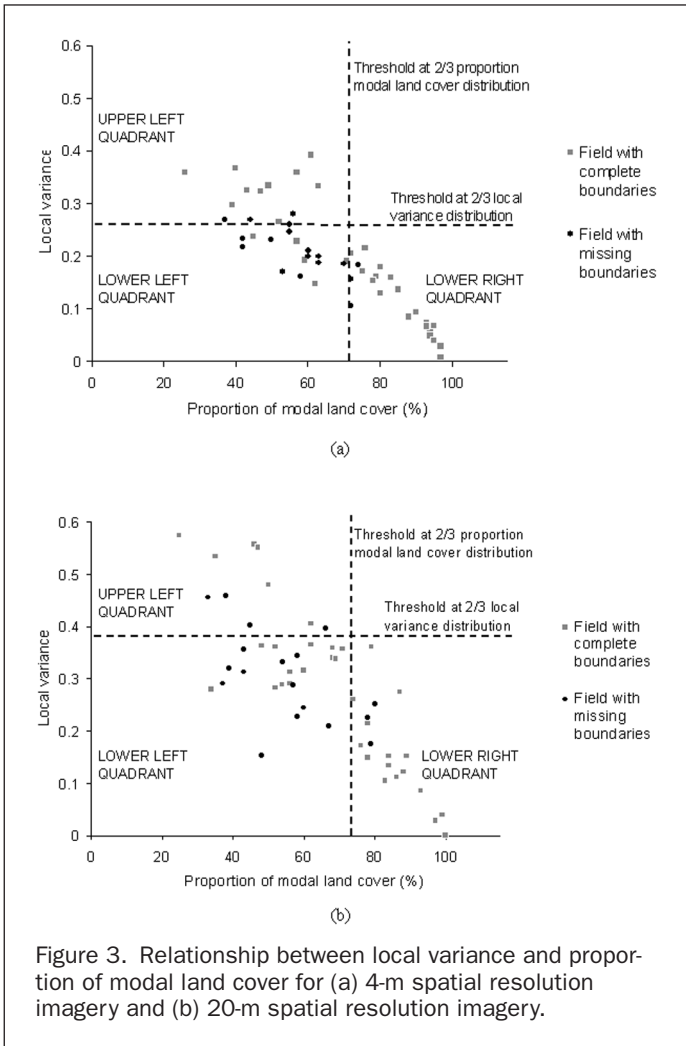 0.6
0.5
0.4
0.3
0.2
0.1
0
Local variance
0 20 40 60 80 100
Proportion of modal land cover (%)
UPPER LEFT
QUADRANT
LOWER LEFT
QUADRANT
LOWER RIGHT
QUADRANT
Threshold at 2/3 proportion
modal land cover distribution
Threshold at 2/3 local
variance distribution
Field with
complete
boundaries
Field with
missing
boundaries
(a)
0.6
0.5
0.4
0.3
0.2
0.1
0
Local variance
0 20 40 60 80 100
Proportion of modal land cover (%)
UPPER LEFT
QUADRANT
LOWER LEFT
QUADRANT
LOWER RIGHT
QUADRANT
Threshold at 2/3 proportion
modal land cover distribution
Threshold at 2/3 local
variance distribution
Field with
complete
boundaries
Field with
missing
boundaries
(b)
Figure 3. Relationship between local variance and propor-
tion of modal land cover for (a) 4-m spatial resolution
imagery and (b) 20-m spatial resolution imagery.